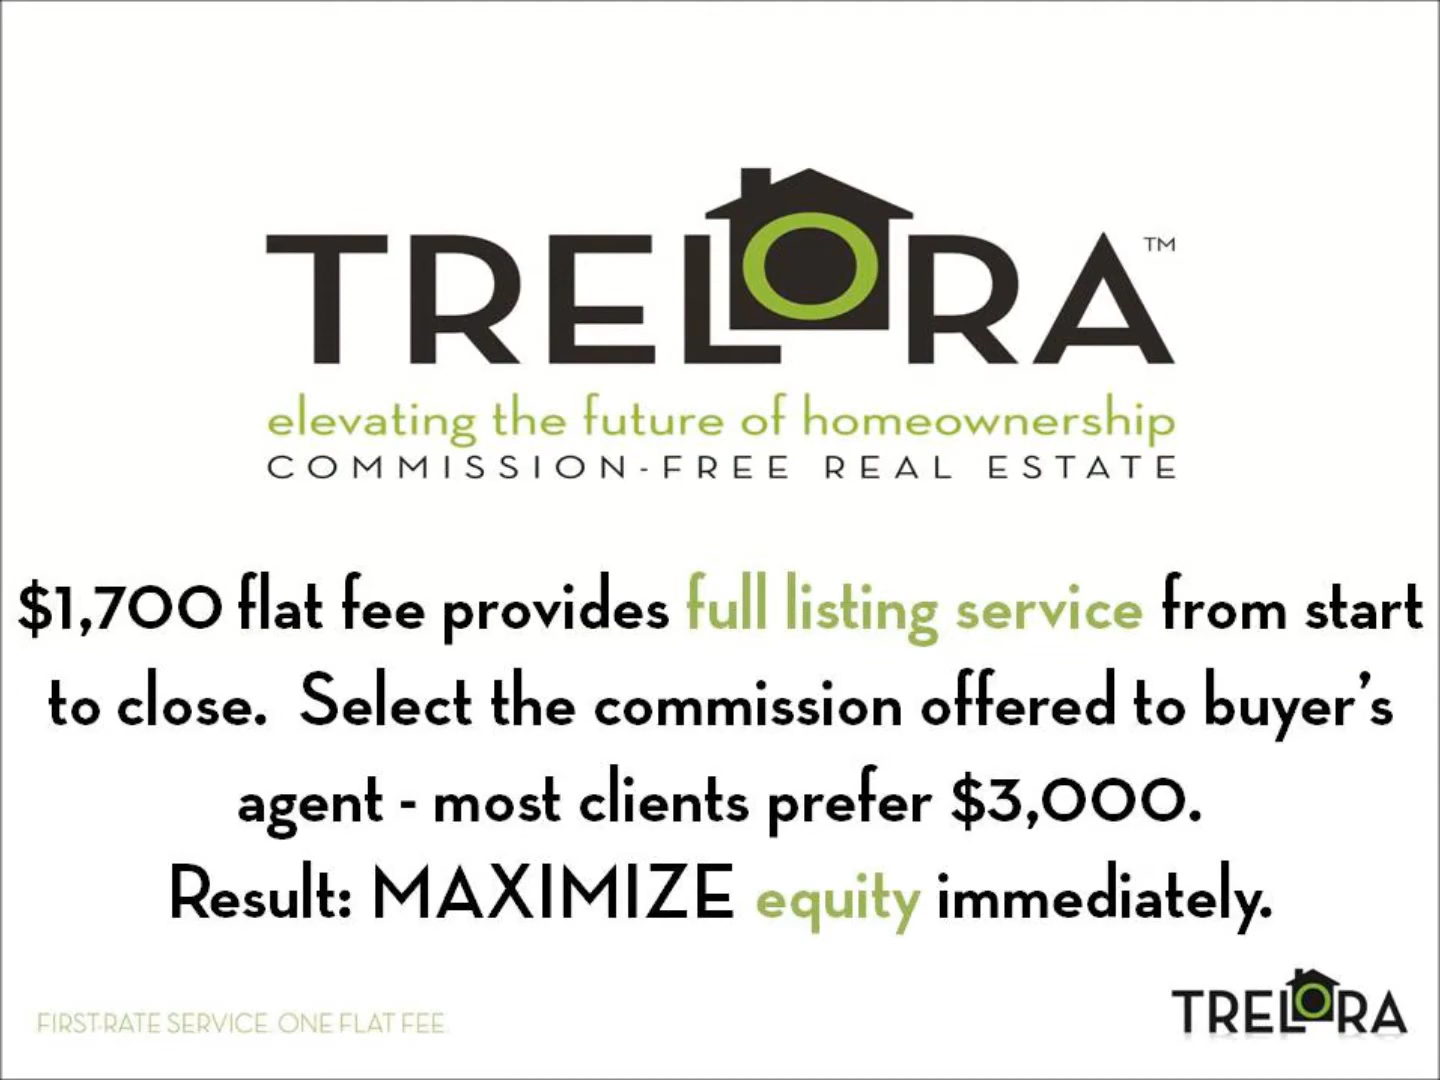 TRELORA™
elevating the future of homeownership
COMMISSION-FREE REAL ESTATE
$1,700 flat fee provides full listing service from start
to close.  Select the commission offered to buyer's
agent - most clients prefer $3,000.
Result: MAXIMIZE equity immediately.
FIRST-RATE SERVICE. ONE FLAT FEE.
TRELORA